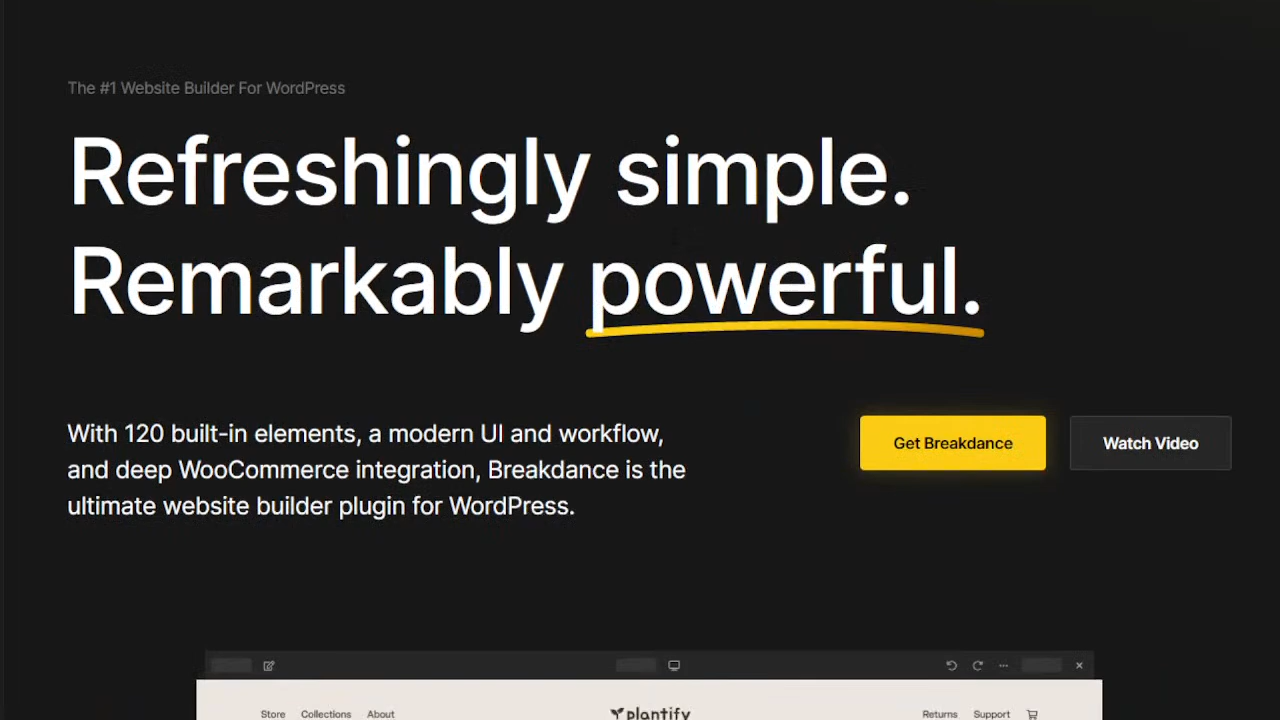 The #1 Website Builder For WordPress
Refreshingly simple.
Remarkably powerful.
With 120 built-in elements, a modern UI and workflow,
and deep WooCommerce integration, Breakdance is the
ultimate website builder plugin for WordPress.
Get Breakdance
Watch Video
Store Collections About
plantify
Returns Support